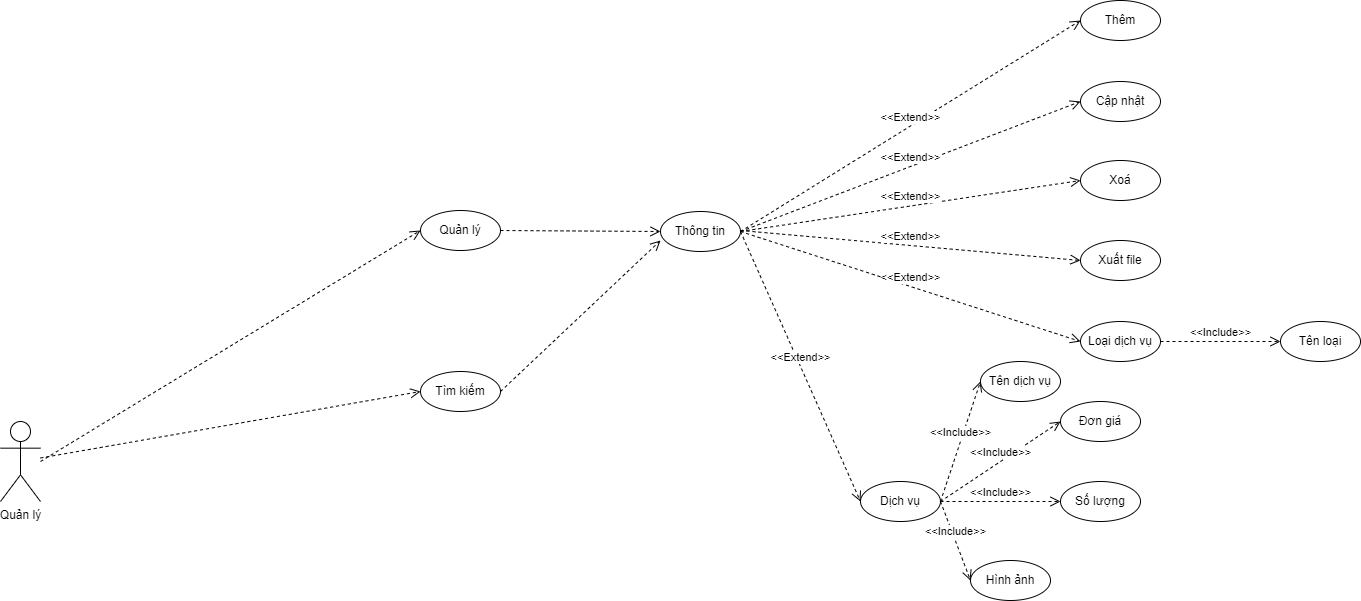 Thêm
Cập nhật
<<Extend>>
<<Extend>>
Xoá
<<Extend>>
Quản lý
Thông tin
<<Extend>>
Xuất file
<<Extend>>
<<Include>>
Loại dịch vụ
Tên loại
<<Extend>>
Tìm kiếm
Tên dịch vụ
Đơn giá
<<Include>>
<<Include>>
<<Include>>
Dịch vụ
Số lượng
Quản lý
<<Include>>
Hình ảnh